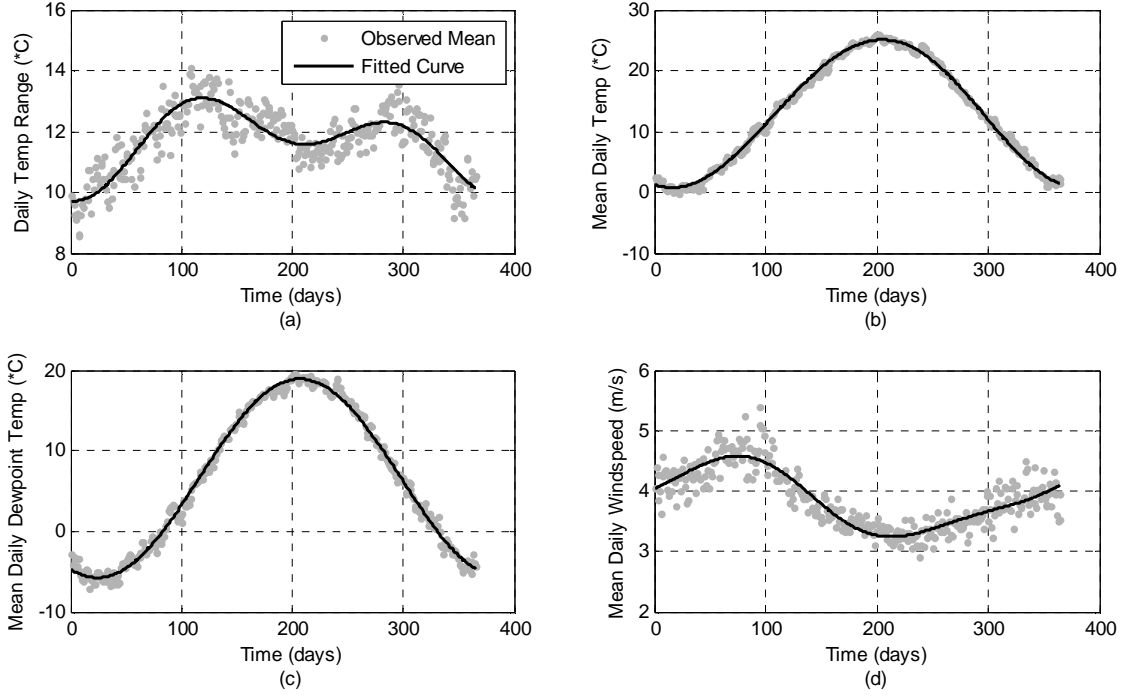 16
14
12
10
8
Daily Temp Range (*C)
Observed Mean
Fitted Curve
0 100 200 300 400
Time (days)
(a)
30
20
10
0
-10
Mean Daily Temp (*C)
0 100 200 300 400
Time (days)
(b)
20
10
0
-10
Mean Daily Dewpoint Temp (*C)
0 100 200 300 400
Time (days)
(c)
6
5
4
3
2
Mean Daily Windspeed (m/s)
0 100 200 300 400
Time (days)
(d)